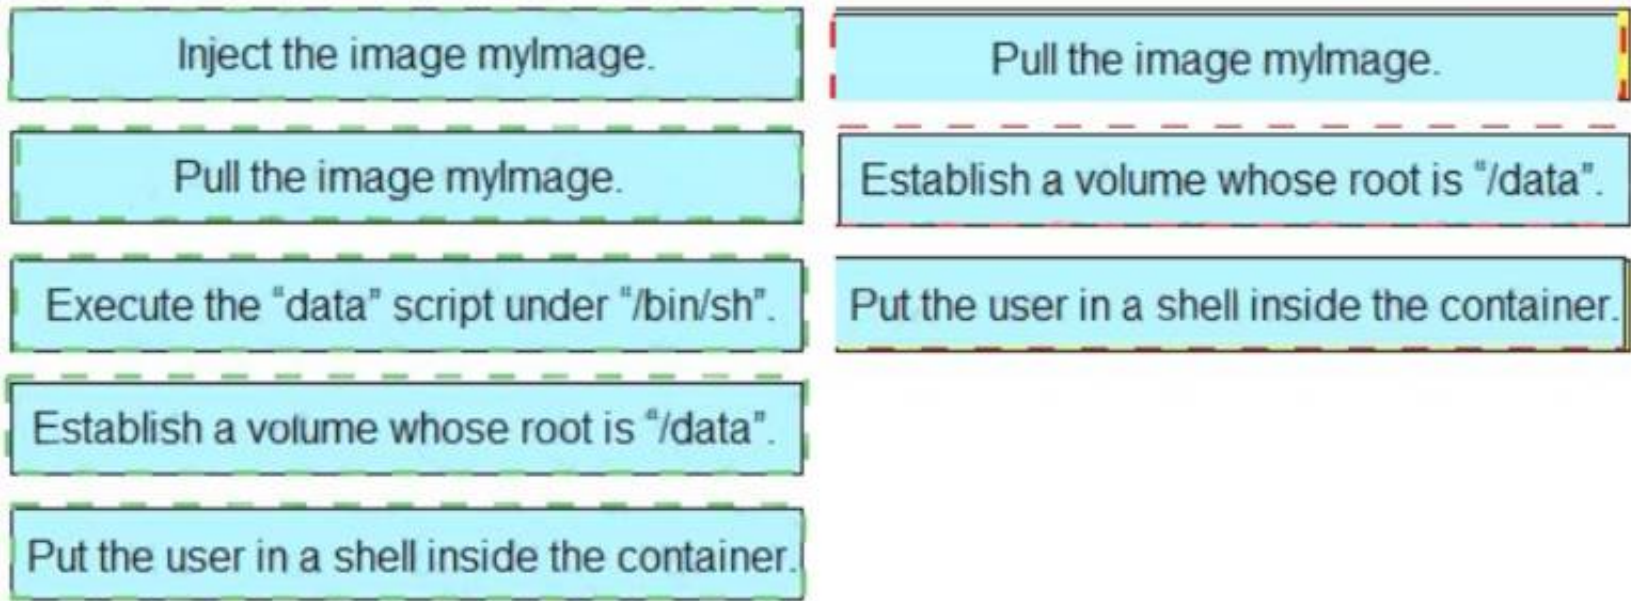 Inject the image myImage.
Pull the image myImage.
Execute the “data” script under “/bin/sh”.
Establish a volume whose root is “/data”.
Put the user in a shell inside the container.
Pull the image myImage.
Establish a volume whose root is “/data”.
Put the user in a shell inside the container.